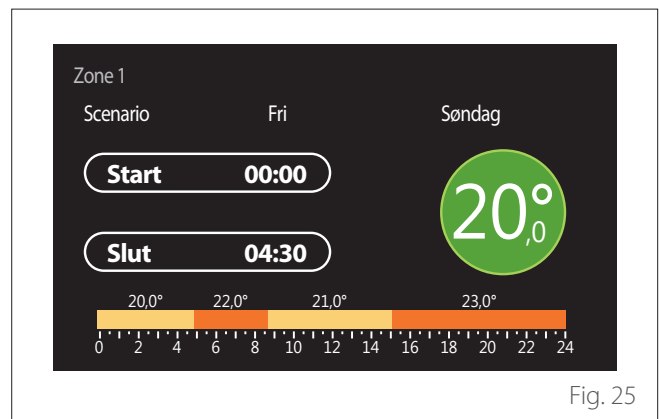 Zone 1
Scenario Fri Søndag
Start 00:00
20,0°
Slut 04:30
20,0° 22,0° 21,0° 23,0°
0 2 4 6 8 10 12 14 16 18 20 22 24
Fig. 25